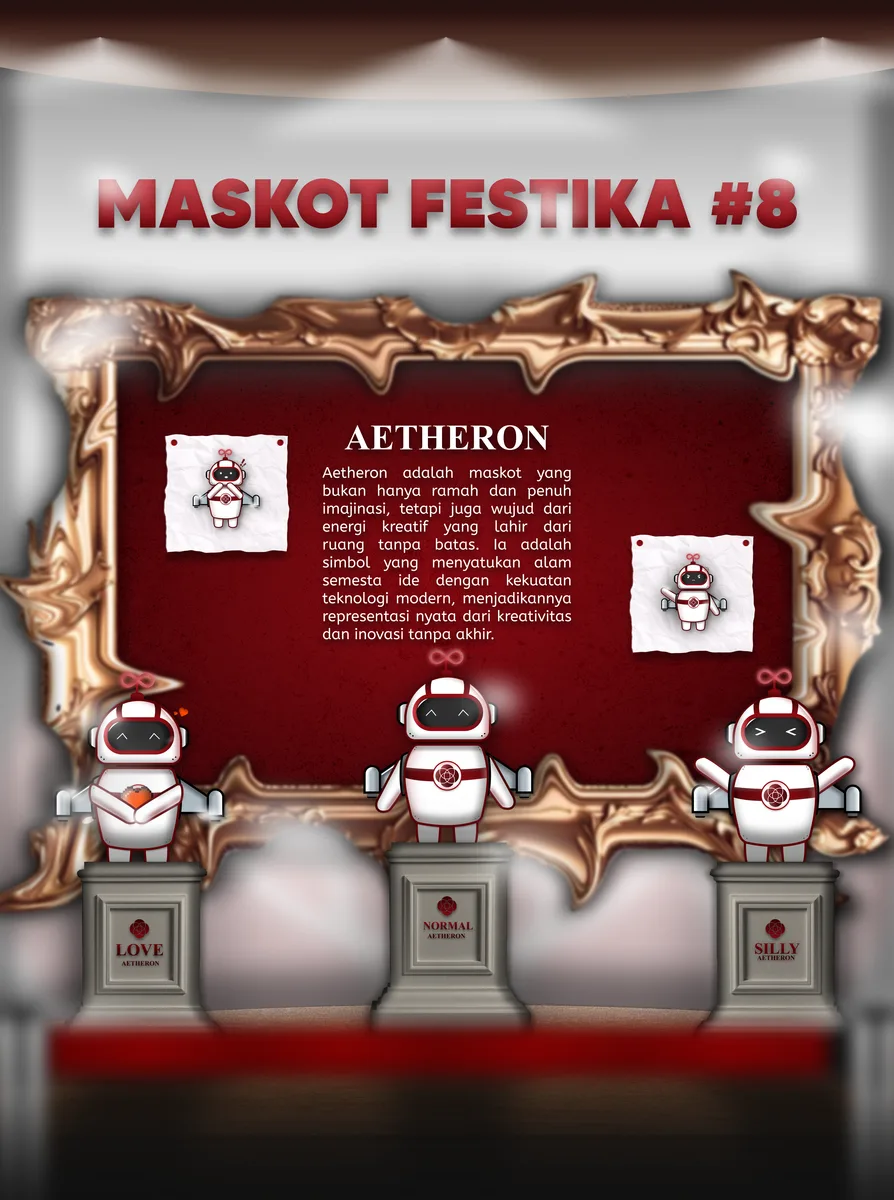 MASKOT FESTIKA #8
AETHERON
Aetheron adalah maskot yang
bukan hanya ramah dan penuh
imajinasi, tetapi juga wujud dari
energi kreatif yang lahir dari
ruang tanpa batas. Ia adalah
simbol yang menyatukan alam
semesta ide dengan kekuatan
teknologi modern, menjadikannya
representasi nyata dari kreativitas
dan inovasi tanpa akhir.
LOVE
AETHERON
NORMAL
AETHERON
SILLY
AETHERON